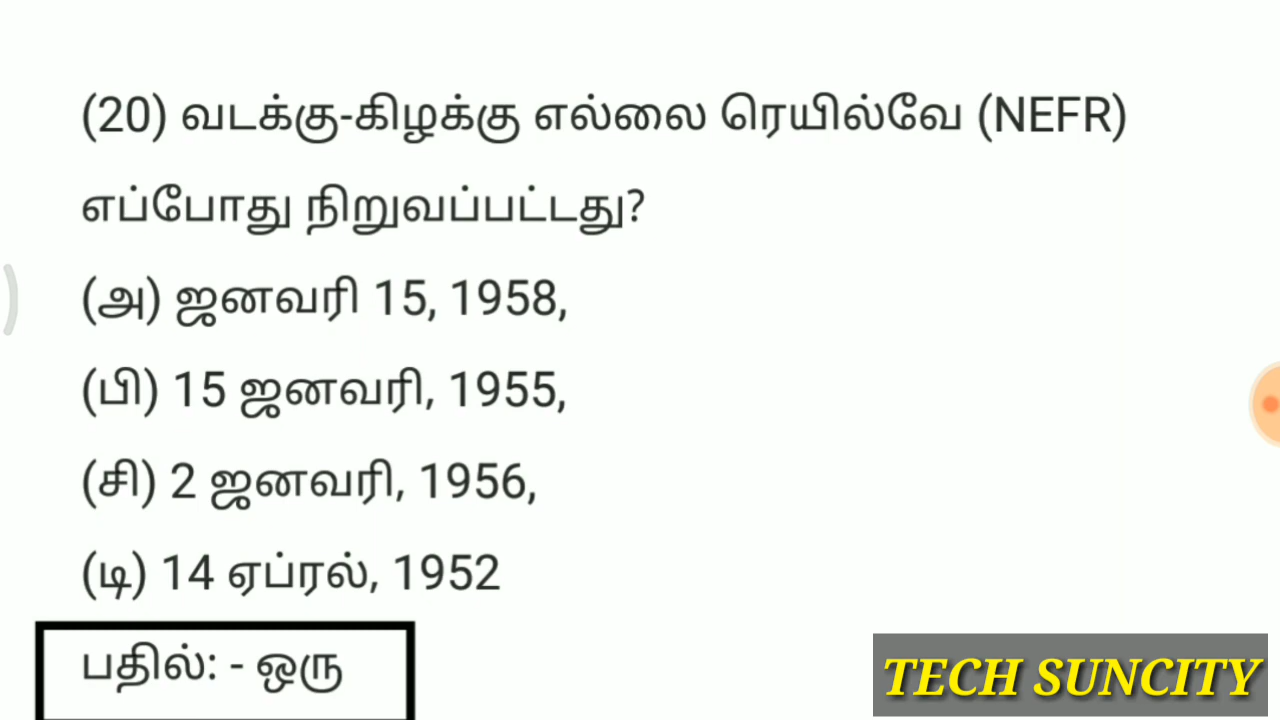 (20) வடக்கு-கிழக்கு எல்லை ரெயில்வே (NEFR)
எப்போது நிறுவப்பட்டது?
(அ) ஜனவரி 15, 1958,
(பி) 15 ஜனவரி, 1955,
(சி) 2 ஜனவரி, 1956,
(டி) 14 ஏப்ரல், 1952
பதில்: - ஒரு
TECH SUNCITY